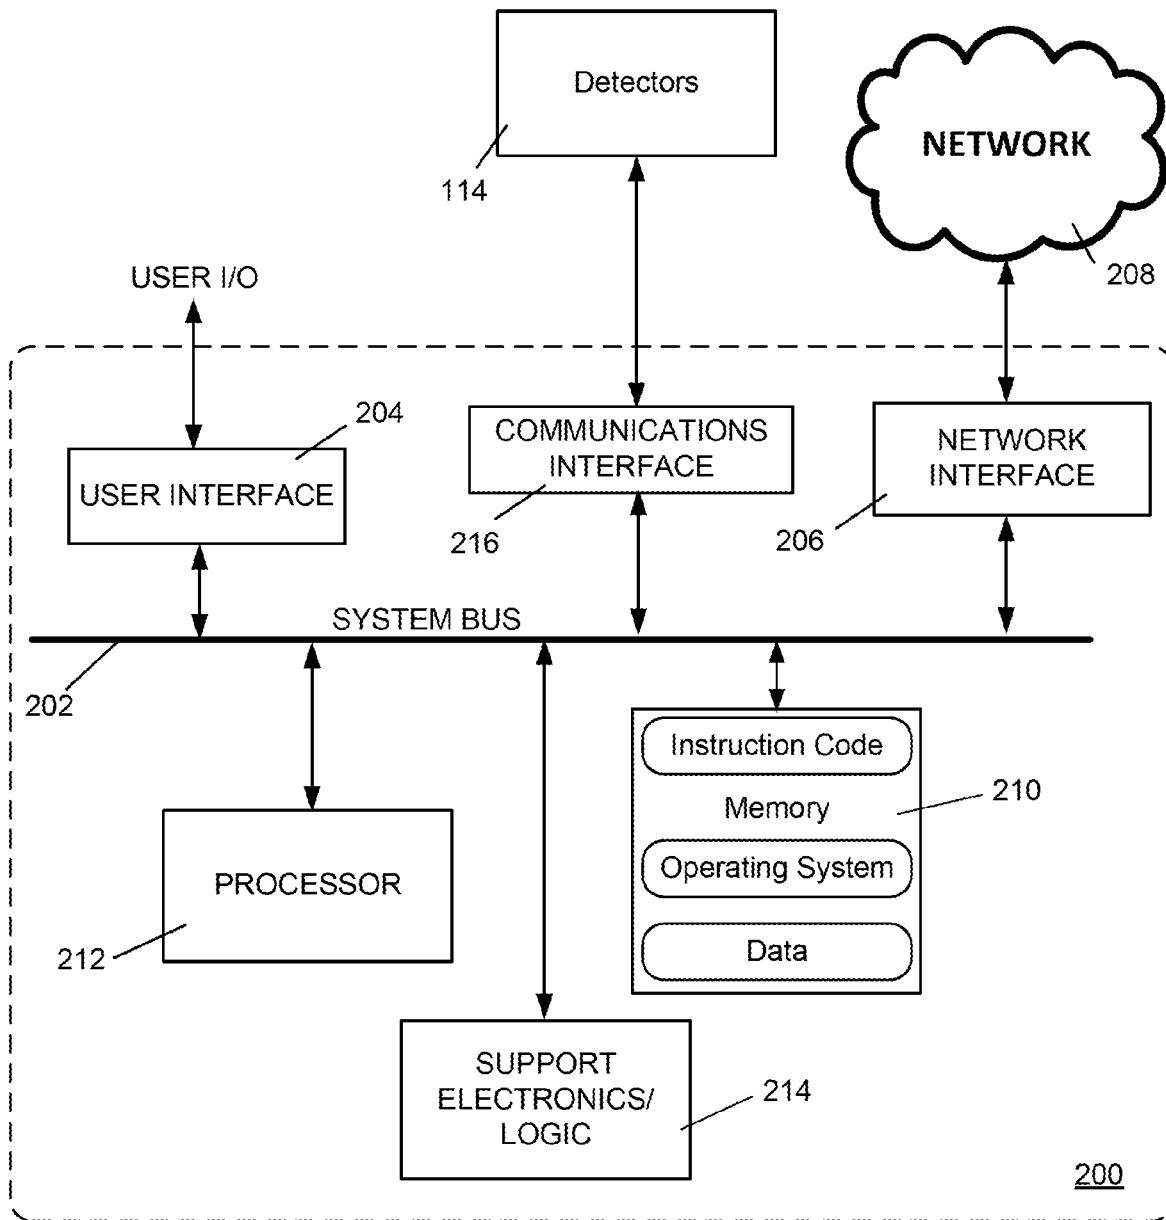 Detectors
NETWORK
114
208
USER I/O
204
COMMUNICATIONS
INTERFACE
NETWORK
INTERFACE
USER INTERFACE
216
206
SYSTEM BUS
202
Instruction Code
Memory
210
Operating System
PROCESSOR
212
Data
SUPPORT
ELECTRONICS/
LOGIC
214
200